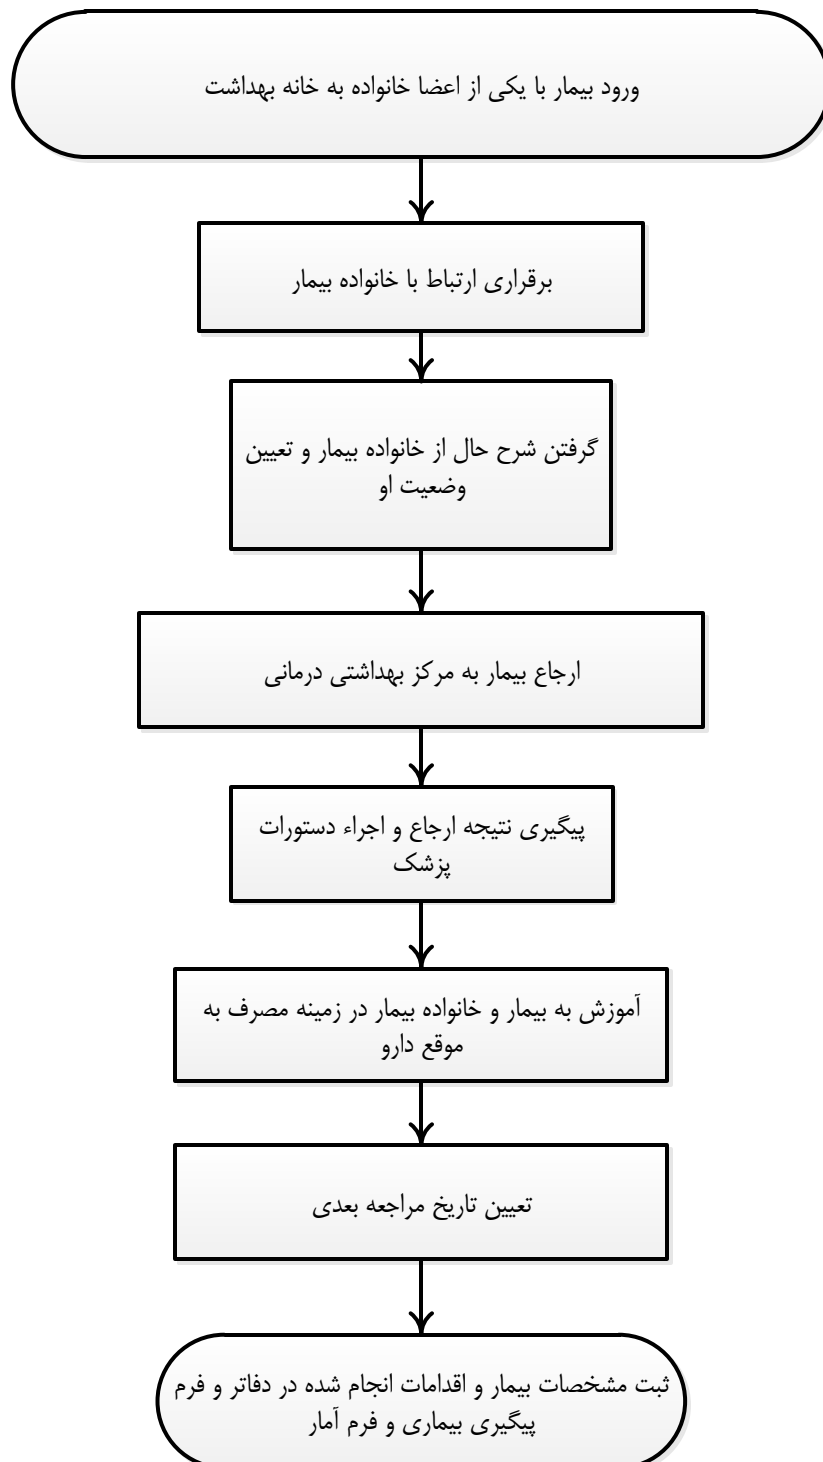 ورود بیمار با یکی از اعضا خانواده به خانه بهداشت
برقراری ارتباط با خانواده بیمار
گرفتن شرح حال از خانواده بیمار و تعیین
وضعیت او
ارجاع بیمار به مرکز بهداشتی درمانی
پیگیری نتیجه ارجاع و اجراء دستورات
پزشک
آموزش به بیمار و خانواده بیمار در زمینه مصرف به
موقع دارو
تعیین تاریخ مراجعه بعدی
ثبت مشخصات بیمار و اقدامات انجام شده در دفاتر و فرم
پیگیری بیماری و فرم آمار